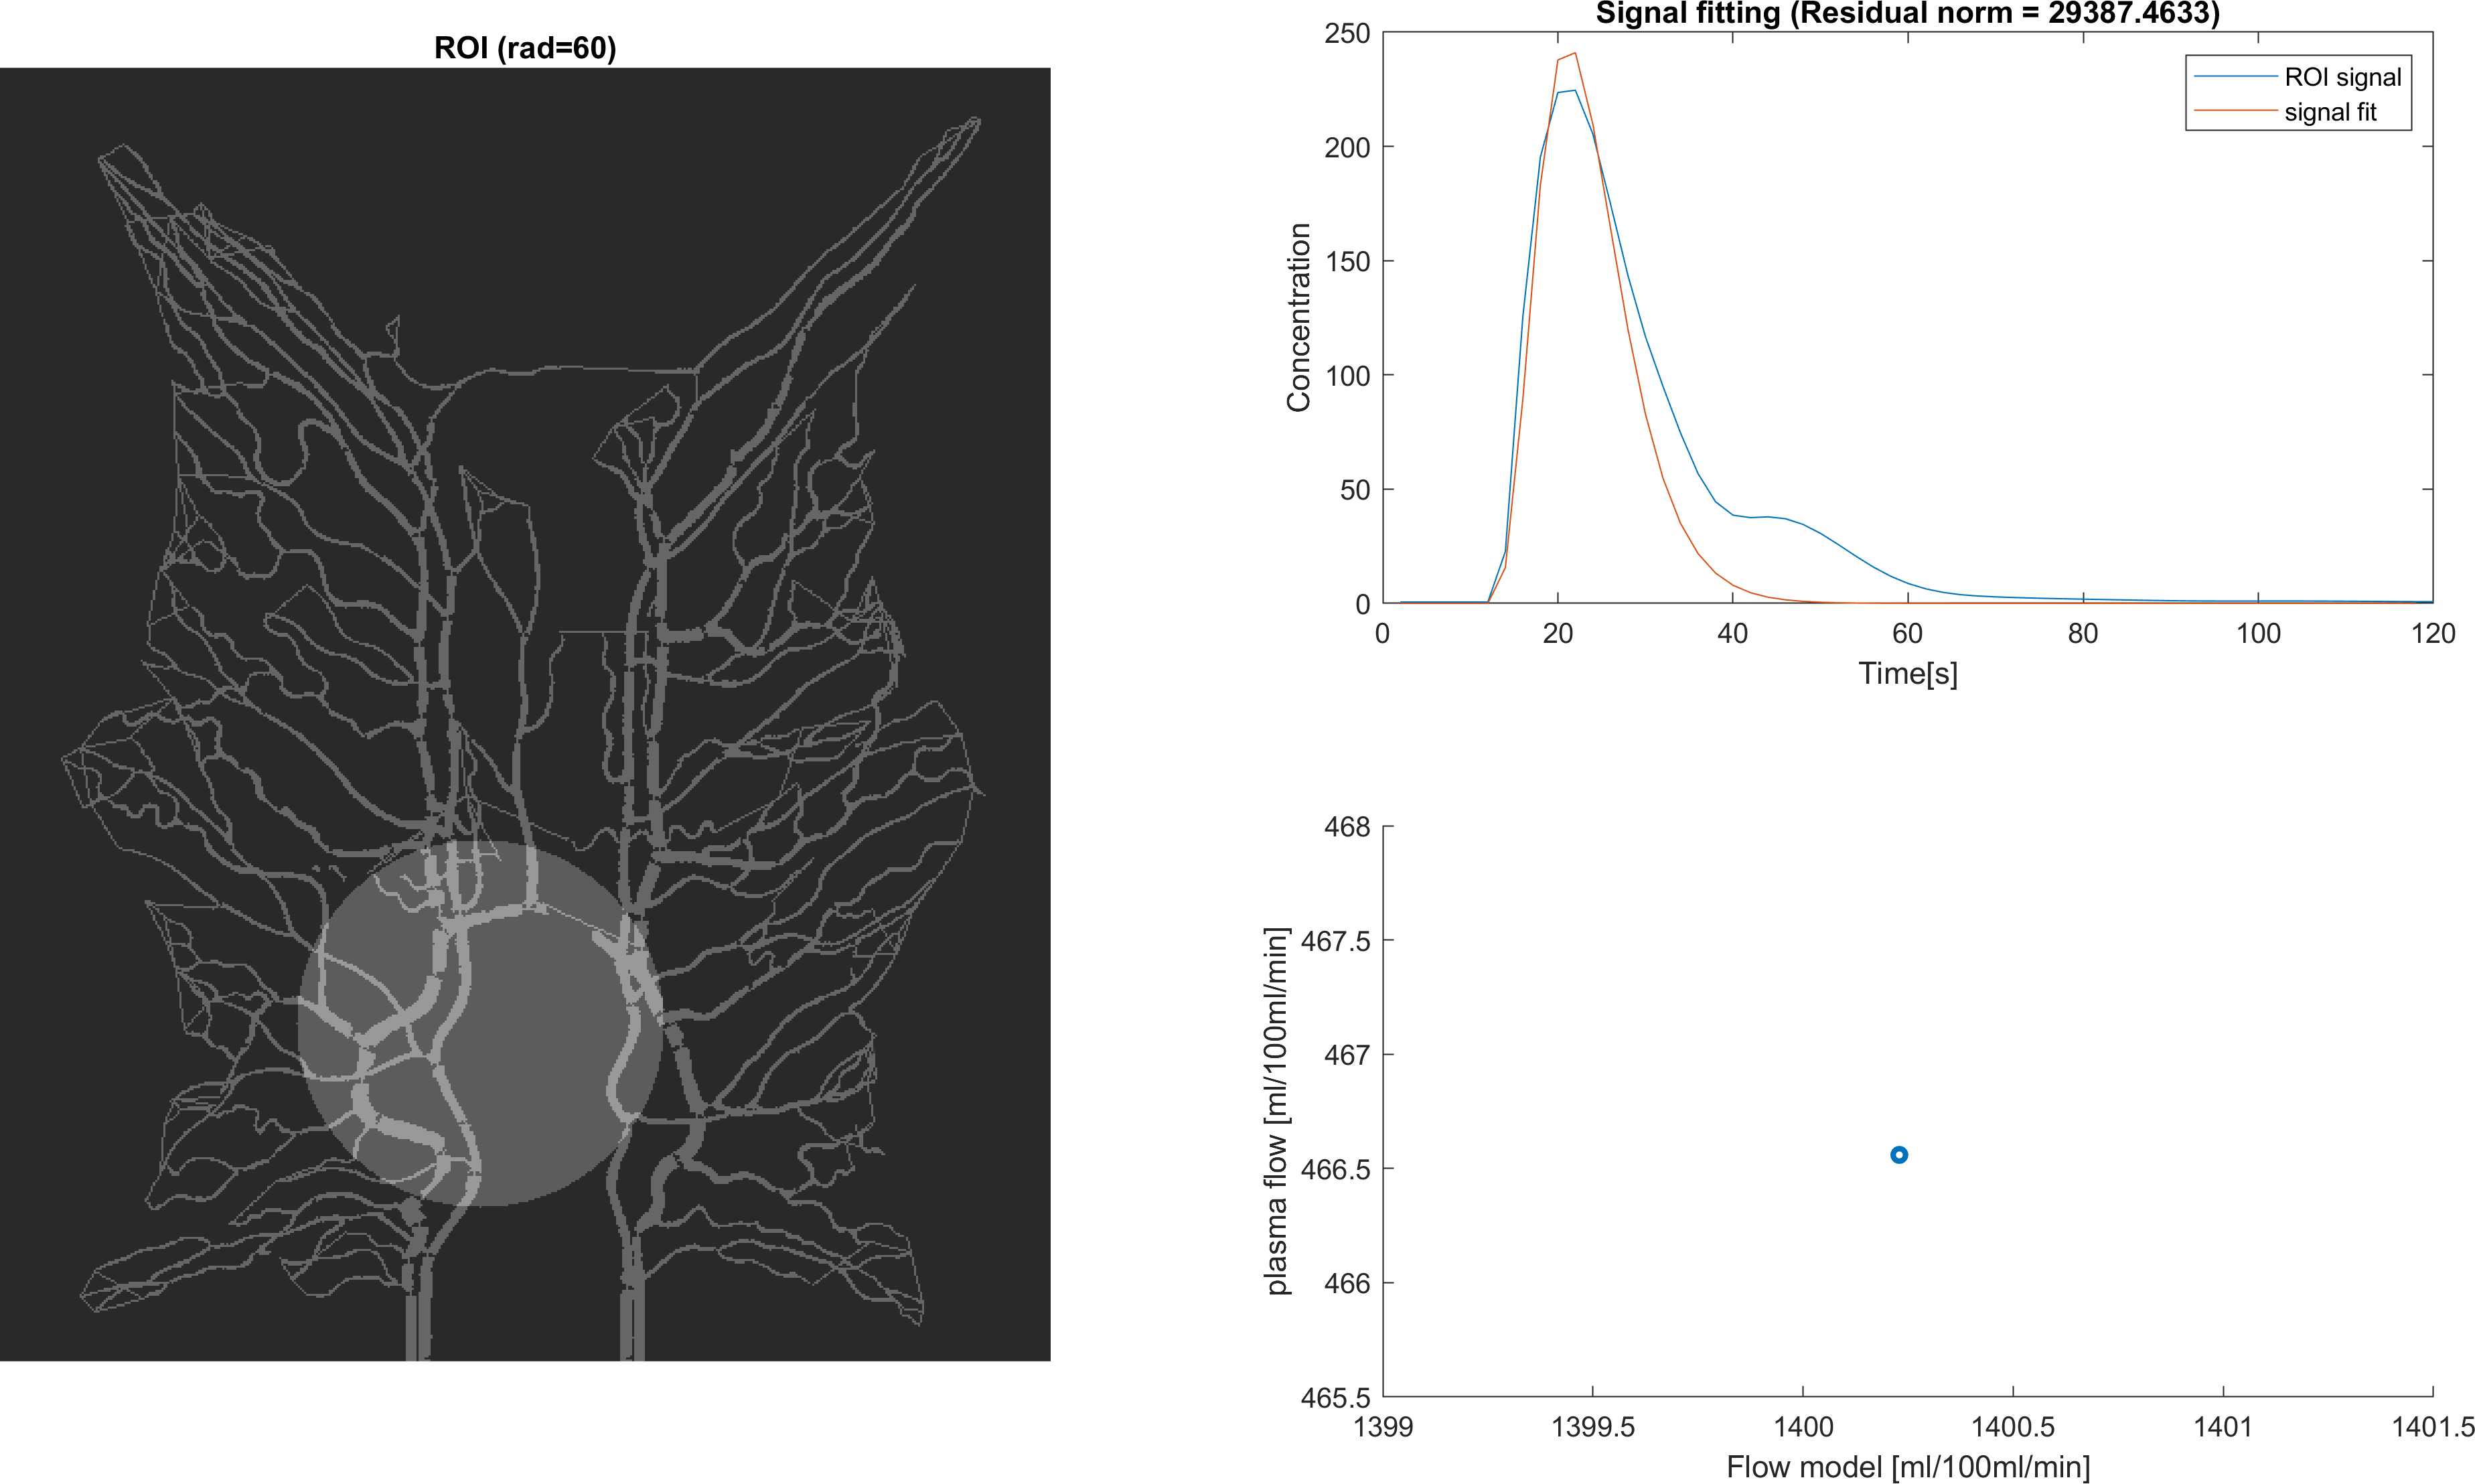 ROI (rad=60)
Signal fitting (Residual norm = 29387.4633)
250
200
150
100
50
0
Concentration
ROI signal
signal fit
0 20 40 60 80 100 120
Time[s]
468
467.5
467
466.5
466
465.5
plasma flow [ml/100ml/min]
1399 1399.5 1400 1400.5 1401 1401.5
Flow model [ml/100ml/min]